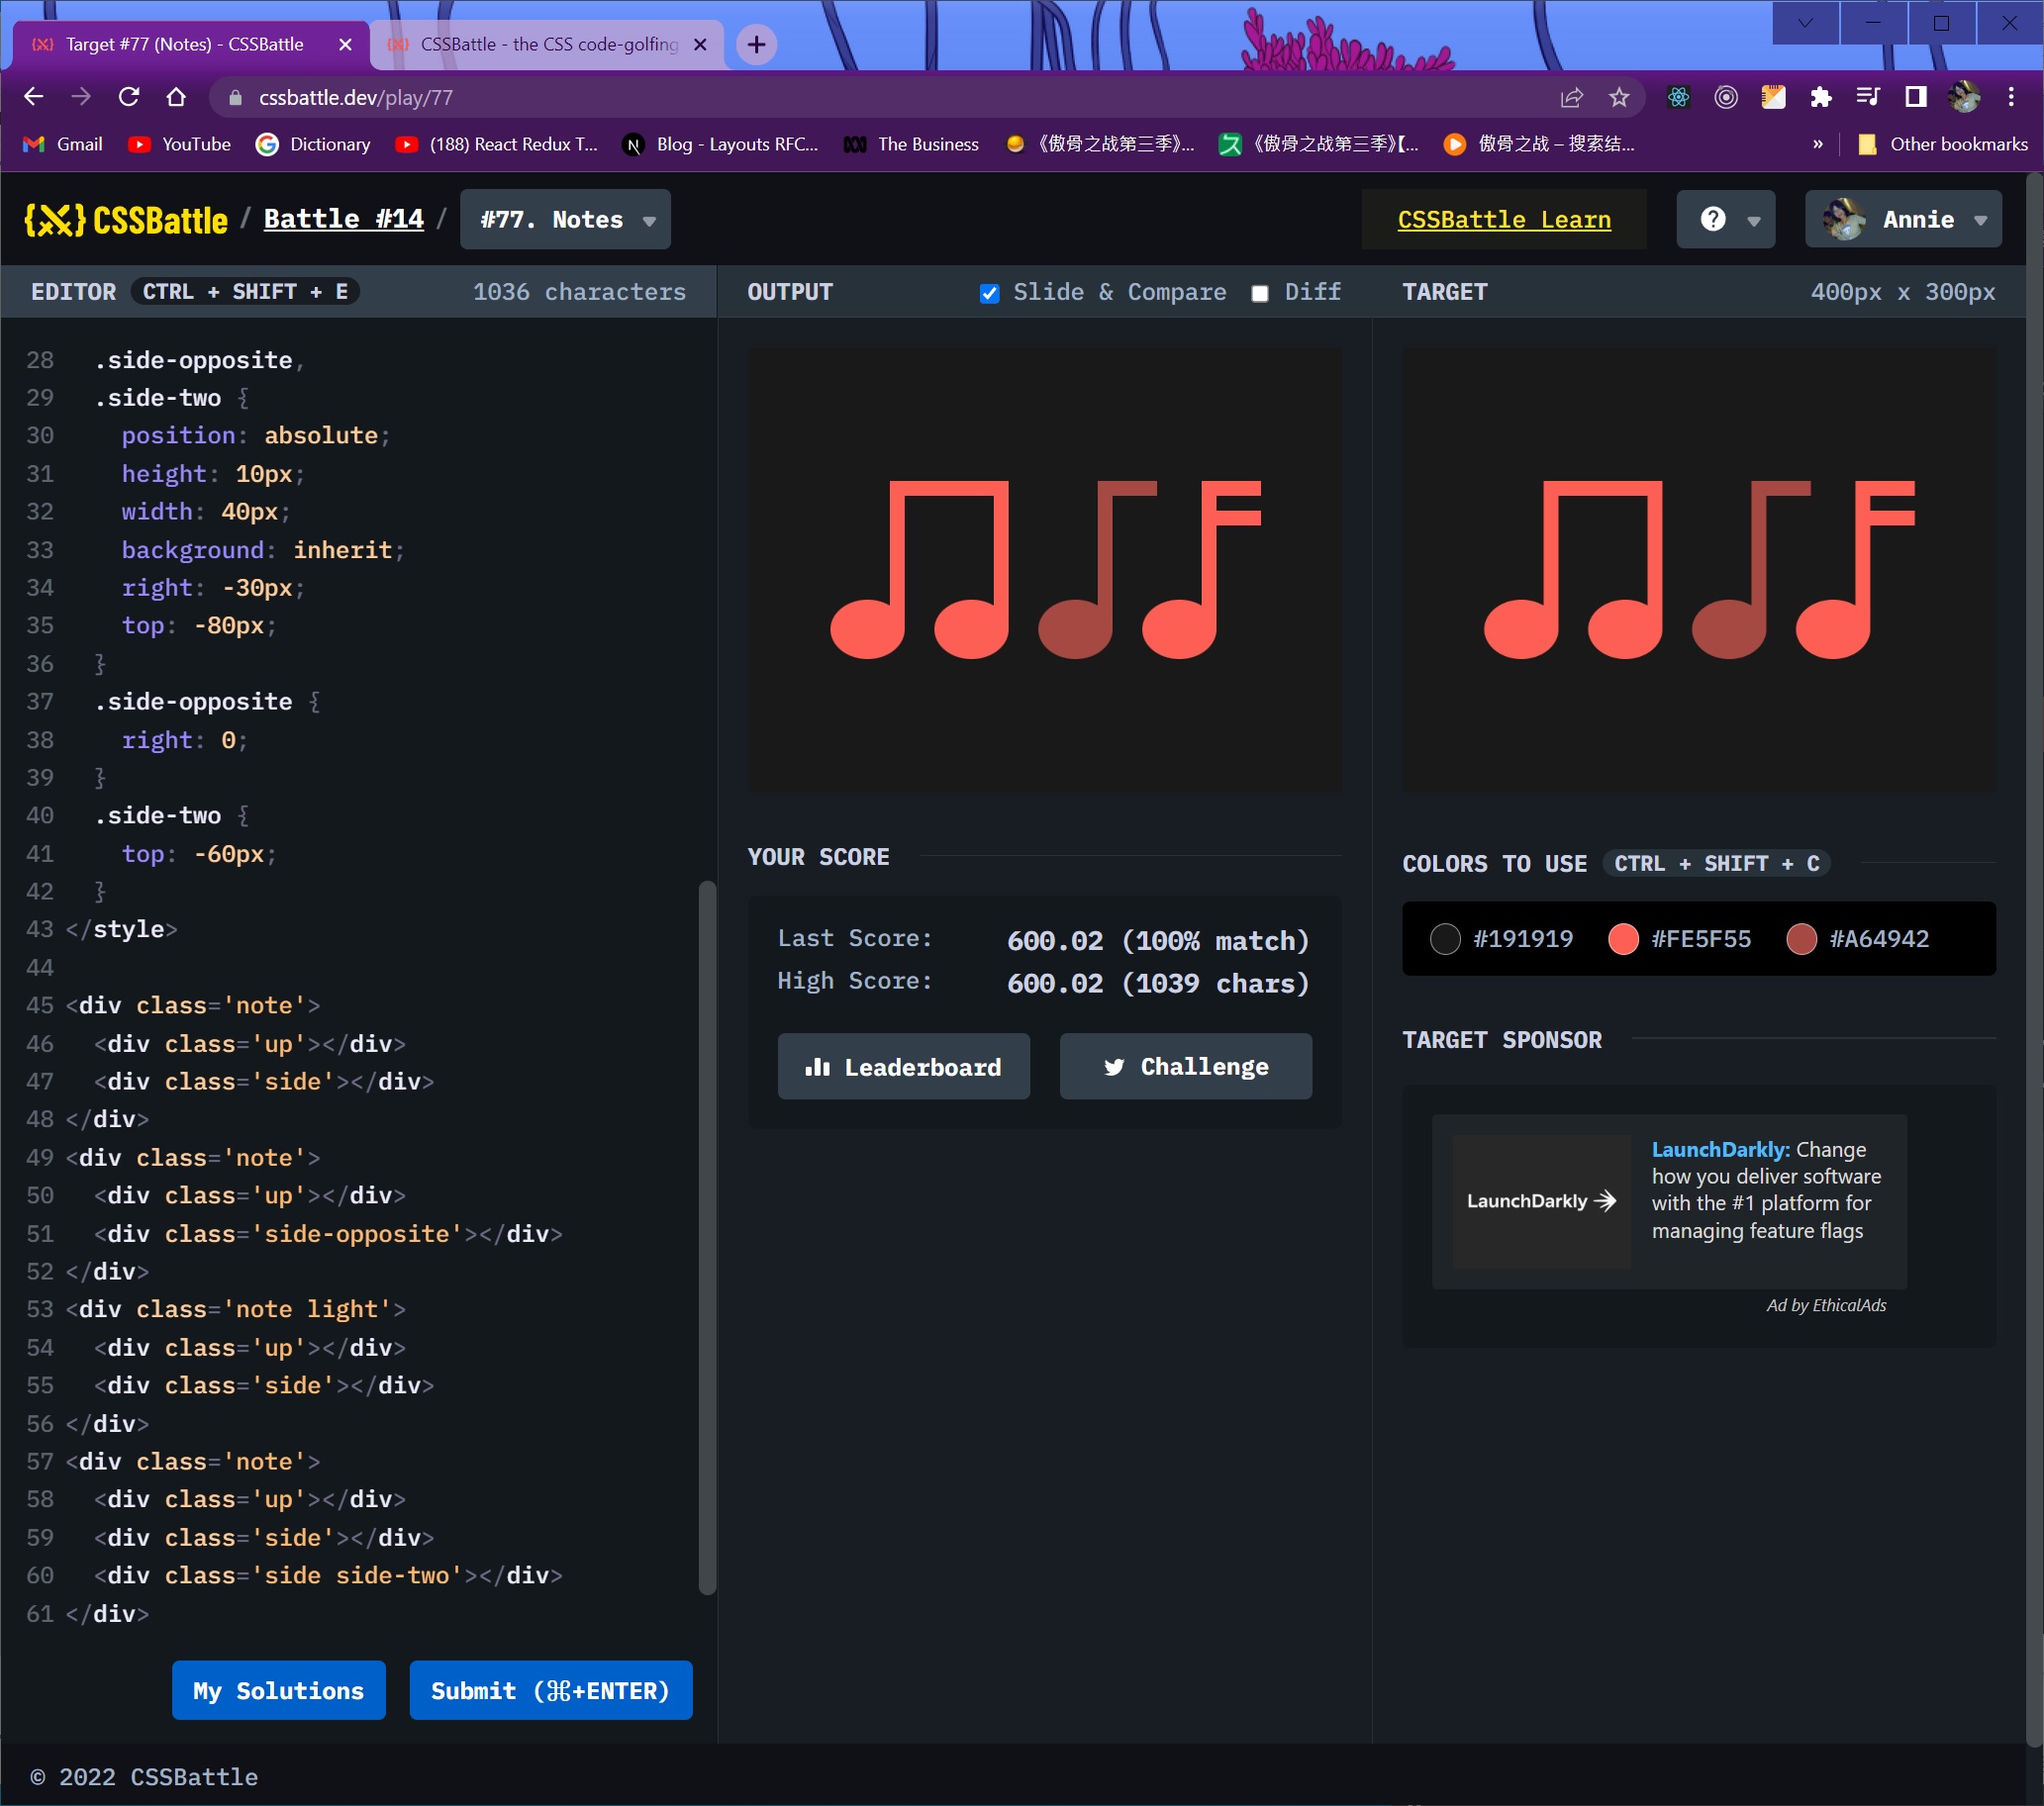 Target #77 (Notes) - CSSBattle
CSSBattle - the CSS code-golfing
cssbattle.dev/play/77
Gmail
YouTube
Dictionary
(188) React Redux T...
Blog - Layouts RFC...
The Business
《傲骨之战第三季》...
《傲骨之战第三季》【...
傲骨之战 – 搜索结...
»
Other bookmarks
{X} CSSBattle / Battle #14 / #77. Notes
CSSBattle Learn
?
Annie
EDITOR CTRL + SHIFT + E 1036 characters
28 .side-opposite,
29 .side-two {
30 position: absolute;
31 height: 10px;
32 width: 40px;
33 background: inherit;
34 right: -30px;
35 top: -80px;
36 }
37 .side-opposite {
38 right: 0;
39 }
40 .side-two {
41 top: -60px;
42 }
43 </style>
44
45 <div class='note'>
46 <div class='up'></div>
47 <div class='side'></div>
48 </div>
49 <div class='note'>
50 <div class='up'></div>
51 <div class='side-opposite'></div>
52 </div>
53 <div class='note light'>
54 <div class='up'></div>
55 <div class='side'></div>
56 </div>
57 <div class='note'>
58 <div class='up'></div>
59 <div class='side'></div>
60 <div class='side side-two'></div>
61 </div>
My Solutions
Submit (⌘+ENTER)
OUTPUT
Slide & Compare
Diff
YOUR SCORE
Last Score: 600.02 (100% match)
High Score: 600.02 (1039 chars)
Leaderboard
Challenge
TARGET 400px x 300px
COLORS TO USE CTRL + SHIFT + C
#191919 #FE5F55 #A64942
TARGET SPONSOR
LaunchDarkly
LaunchDarkly: Change
how you deliver software
with the #1 platform for
managing feature flags
Ad by EthicalAds
© 2022 CSSBattle